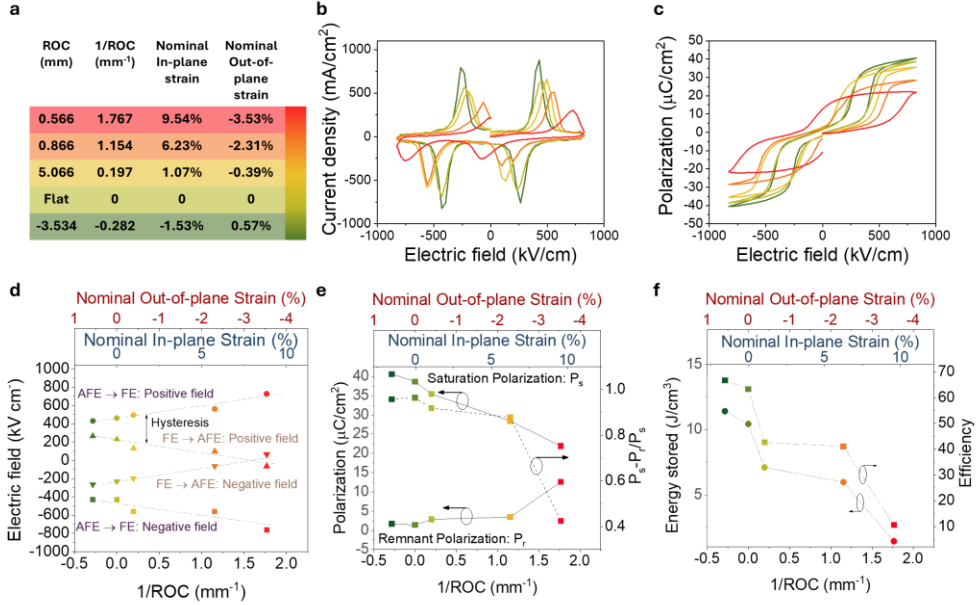 a
ROC 1/ROC Nominal Nominal
(mm) (mm⁻¹) In-plane Out-of-
strain plane
strain
0.566 1.767 9.54% -3.53%
0.866 1.154 6.23% -2.31%
5.066 0.197 1.07% -0.39%
Flat 0 0 0
-3.534 -0.282 -1.53% 0.57%
b
Current density (mA/cm²)
1000
500
0
-500
-1000
-1000 -500 0 500 1000
Electric field (kV/cm)
c
Polarization (μC/cm²)
50
40
30
20
10
0
-10
-20
-30
-40
-50
-1000 -500 0 500 1000
Electric field (kV/cm)
d
Nominal Out-of-plane Strain (%)
1 0 -1 -2 -3 -4
Nominal In-plane Strain (%)
0 5 10
Electric field (kV cm⁻¹)
1000
800
600
400
200
0
-200
-400
-600
-800
-1000
AFE → FE: Positive field
Hysteresis
FE → AFE: Positive field
FE → AFE: Negative field
AFE → FE: Negative field
0.0 0.5 1.0 1.5 2.0
1/ROC (mm⁻¹)
e
Nominal Out-of-plane Strain (%)
1 0 -1 -2 -3 -4
Nominal In-plane Strain (%)
0 5 10
Polarization (μC/cm²)
40
35
30
25
20
15
10
5
0
-5
Saturation Polarization: Pₛ
Remnant Polarization: Pᵣ
1.0
0.8
0.6
0.4
Pₛ-Pᵣ/Pₛ
0.0 0.5 1.0 1.5 2.0
1/ROC (mm⁻¹)
f
Nominal Out-of-plane Strain (%)
1 0 -1 -2 -3 -4
Nominal In-plane Strain (%)
0 5 10
Energy stored (J/cm³)
15
10
5
70
60
50
40
30
20
10
Efficiency
0.0 0.5 1.0 1.5 2.0
1/ROC (mm⁻¹)